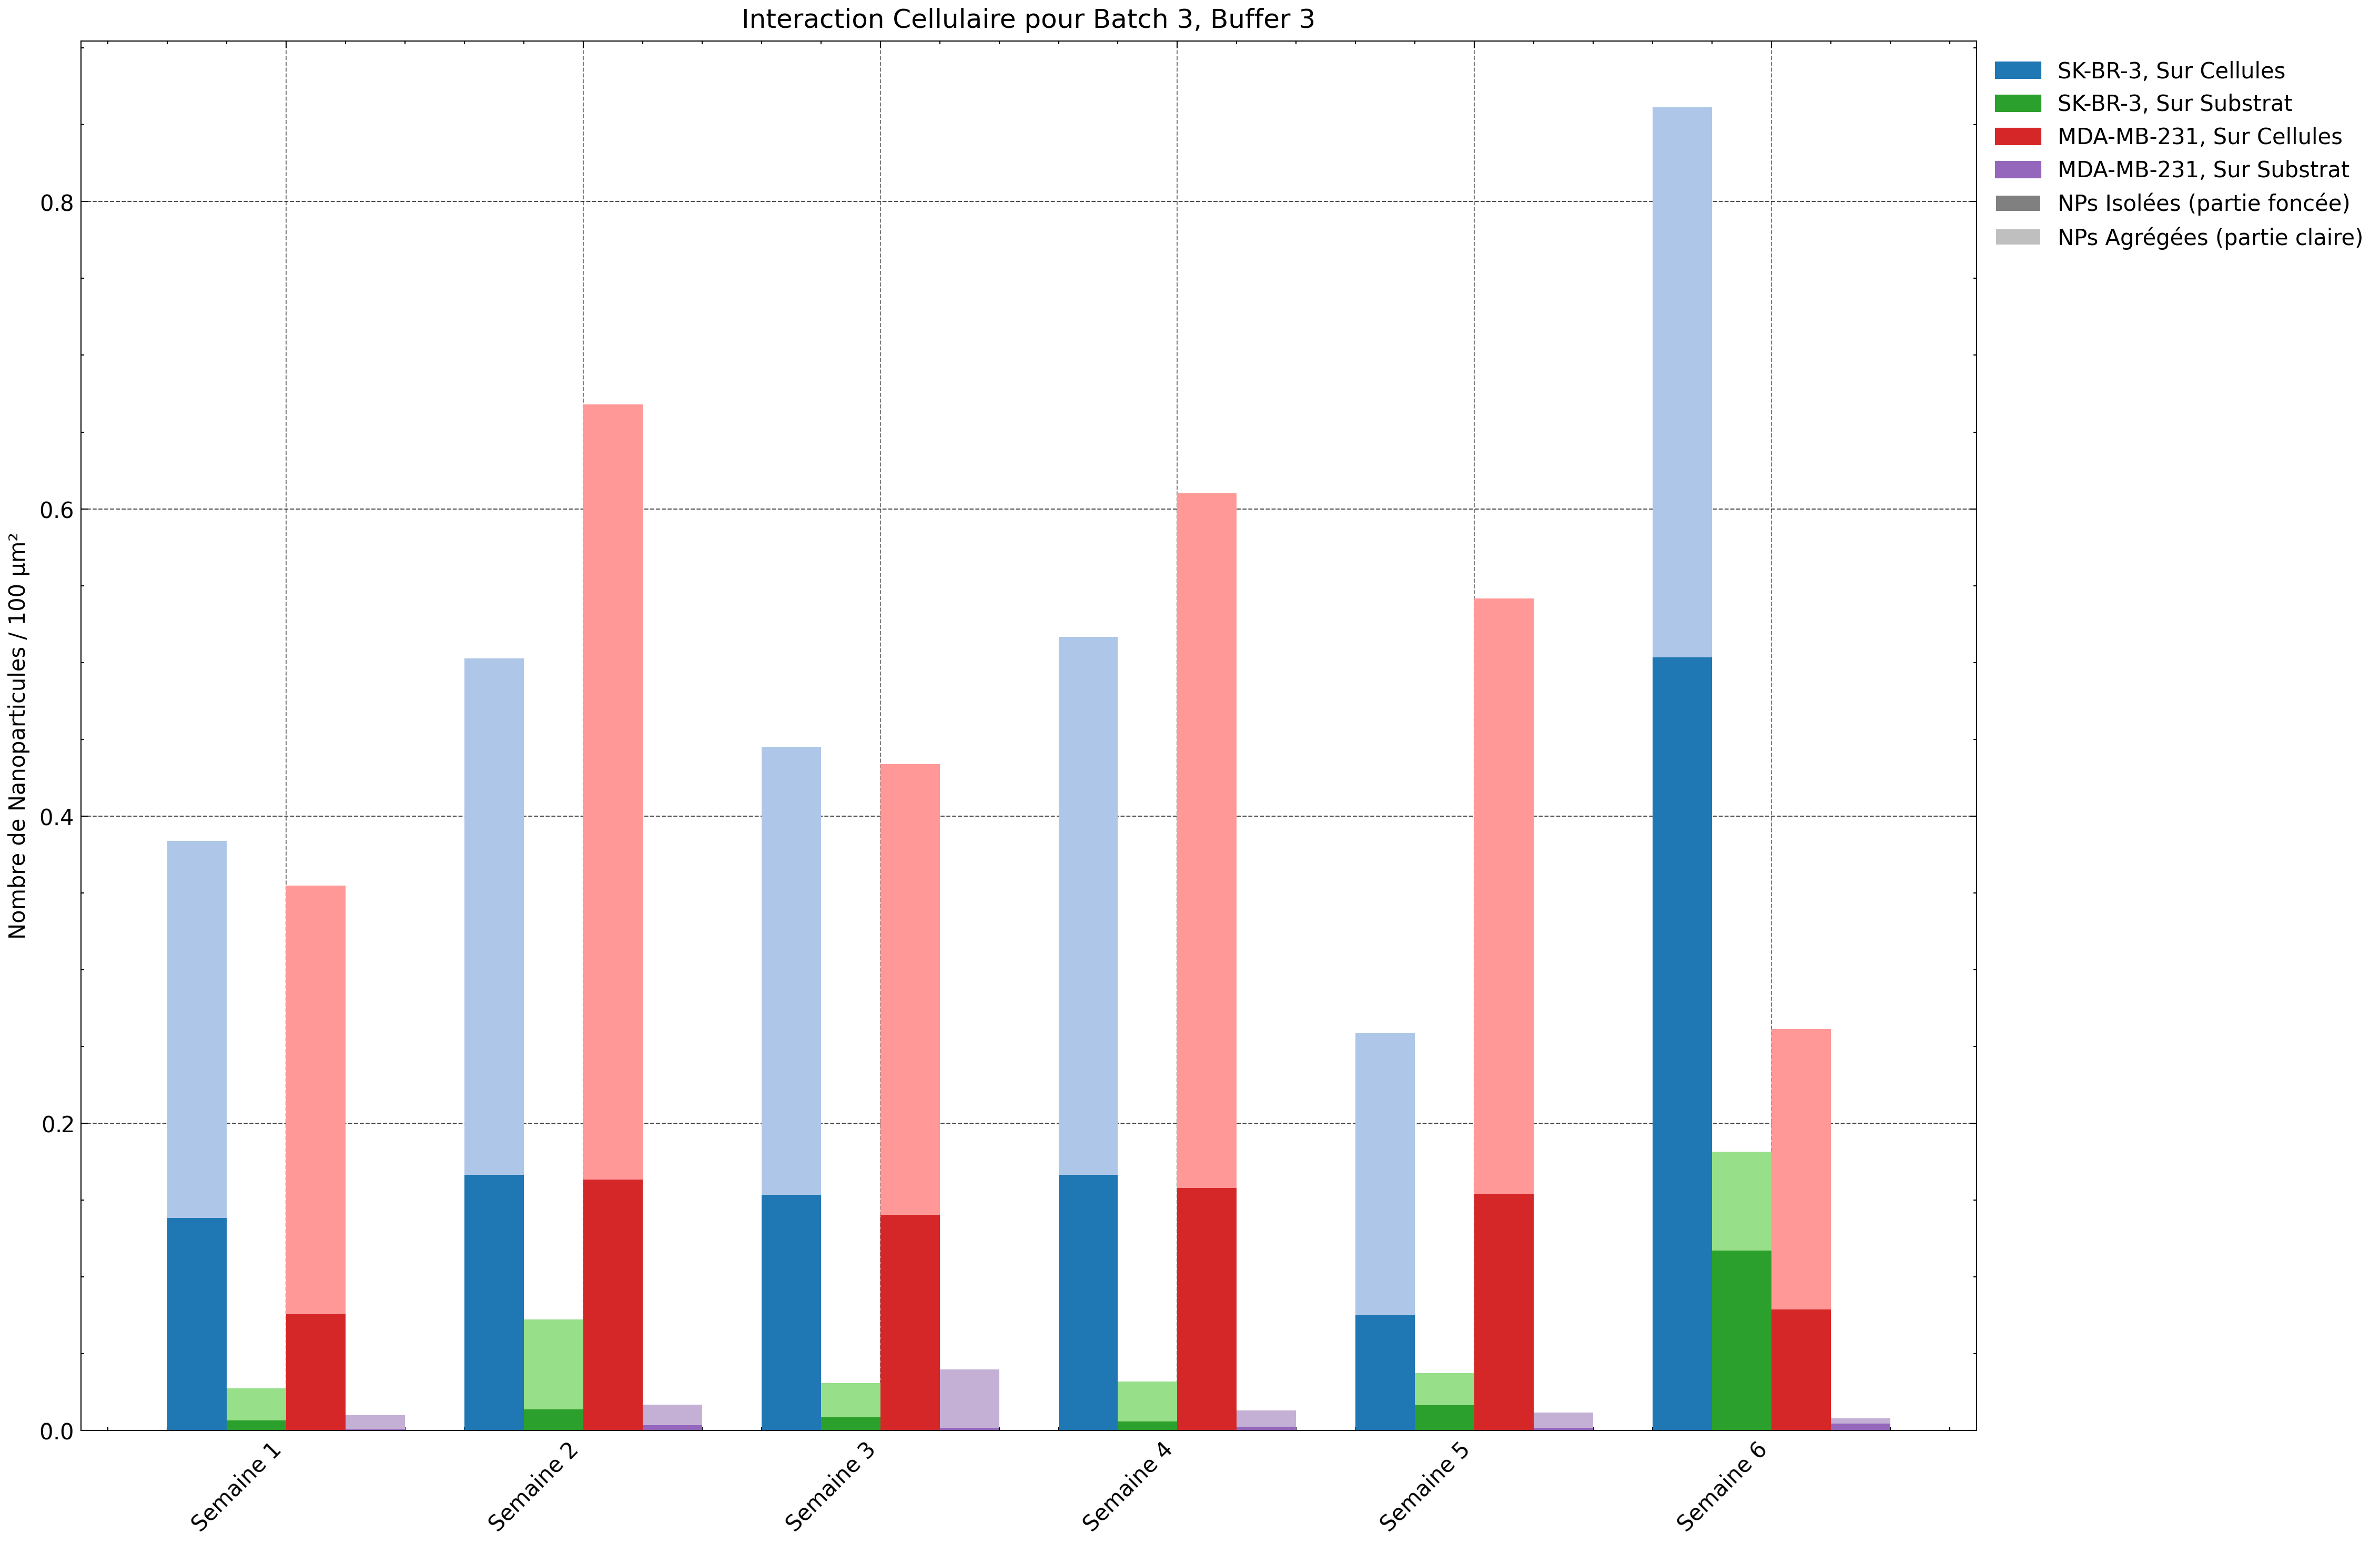 Interaction Cellulaire pour Batch 3, Buffer 3
SK-BR-3, Sur Cellules
SK-BR-3, Sur Substrat
MDA-MB-231, Sur Cellules
MDA-MB-231, Sur Substrat
NPs Isolées (partie foncée)
NPs Agrégées (partie claire)
Nombre de Nanoparticules / 100 µm²
0.8
0.6
0.4
0.2
0.0
Semaine 1
Semaine 2
Semaine 3
Semaine 4
Semaine 5
Semaine 6